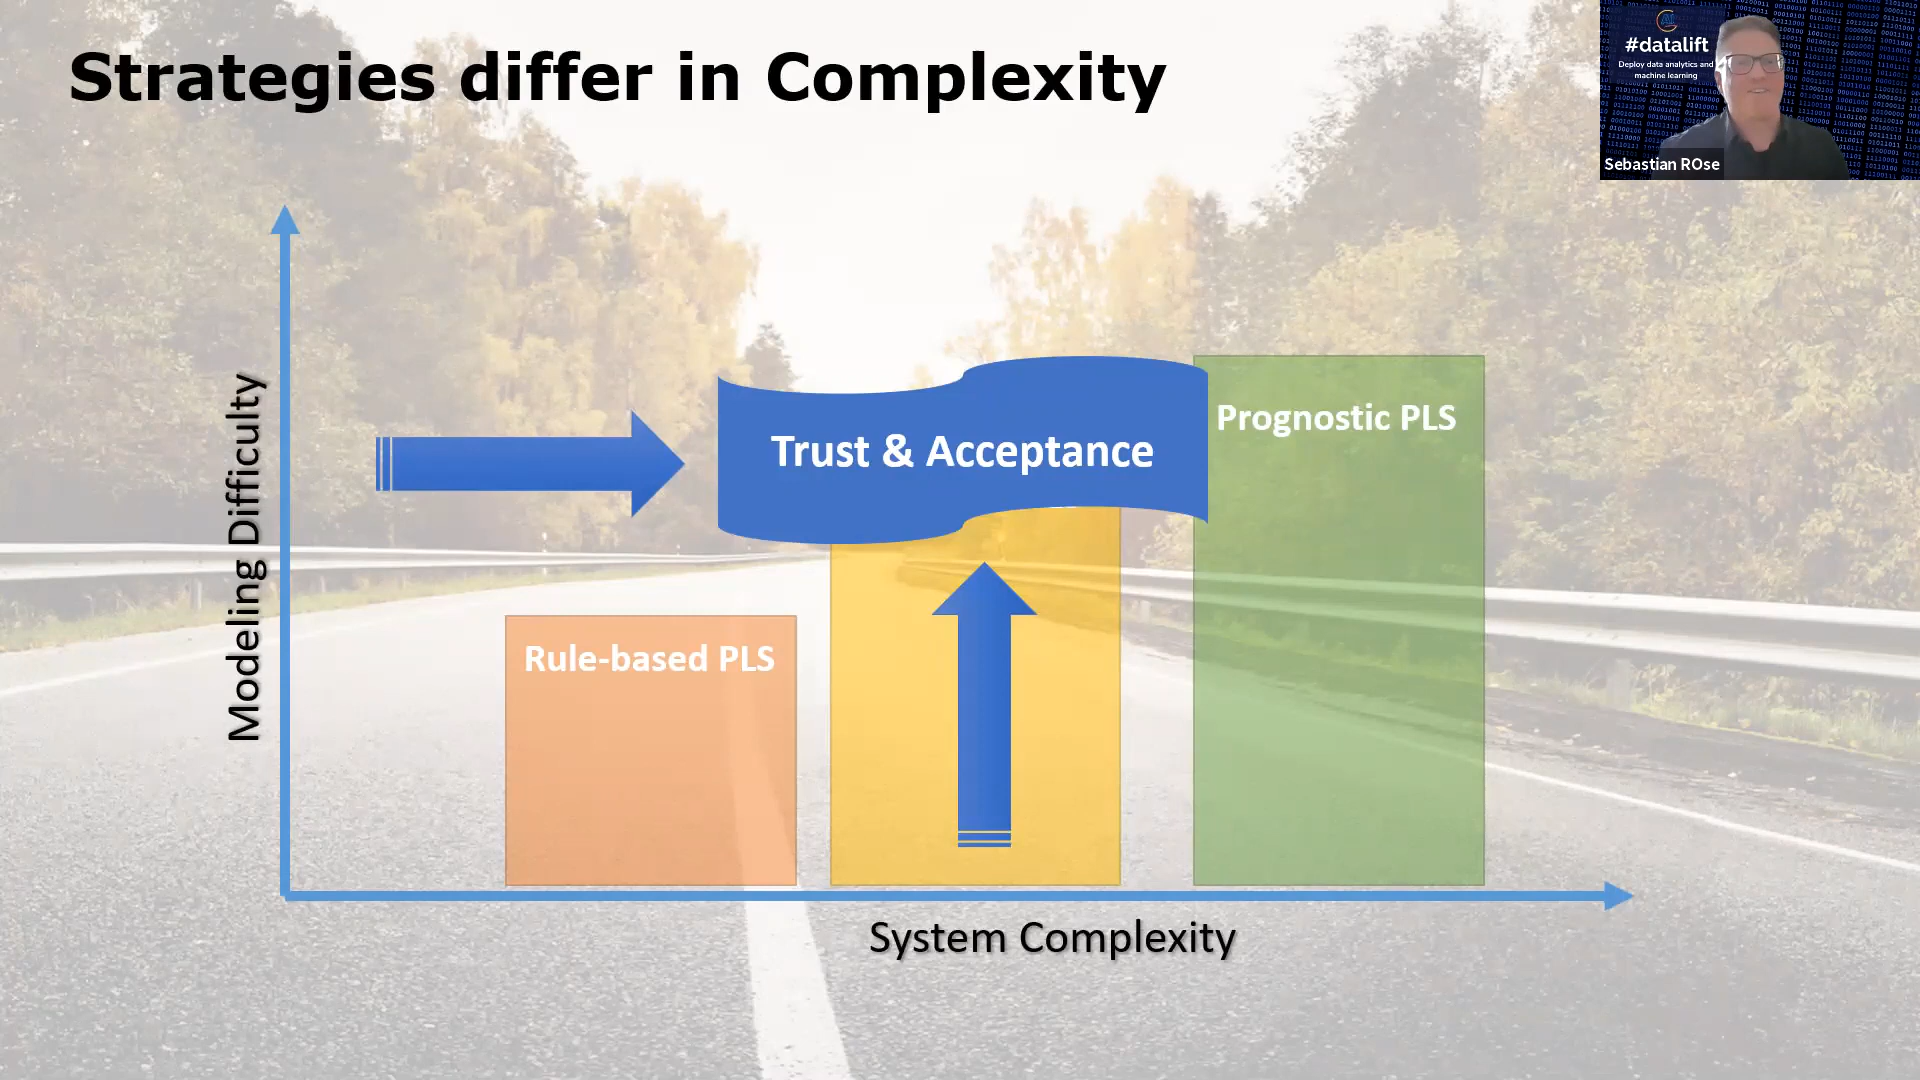 Strategies differ in Complexity
#datalift
Deploy data analytics and
machine learning
Sebastian ROse
Modeling Difficulty
Trust & Acceptance
Prognostic PLS
Rule-based PLS
System Complexity